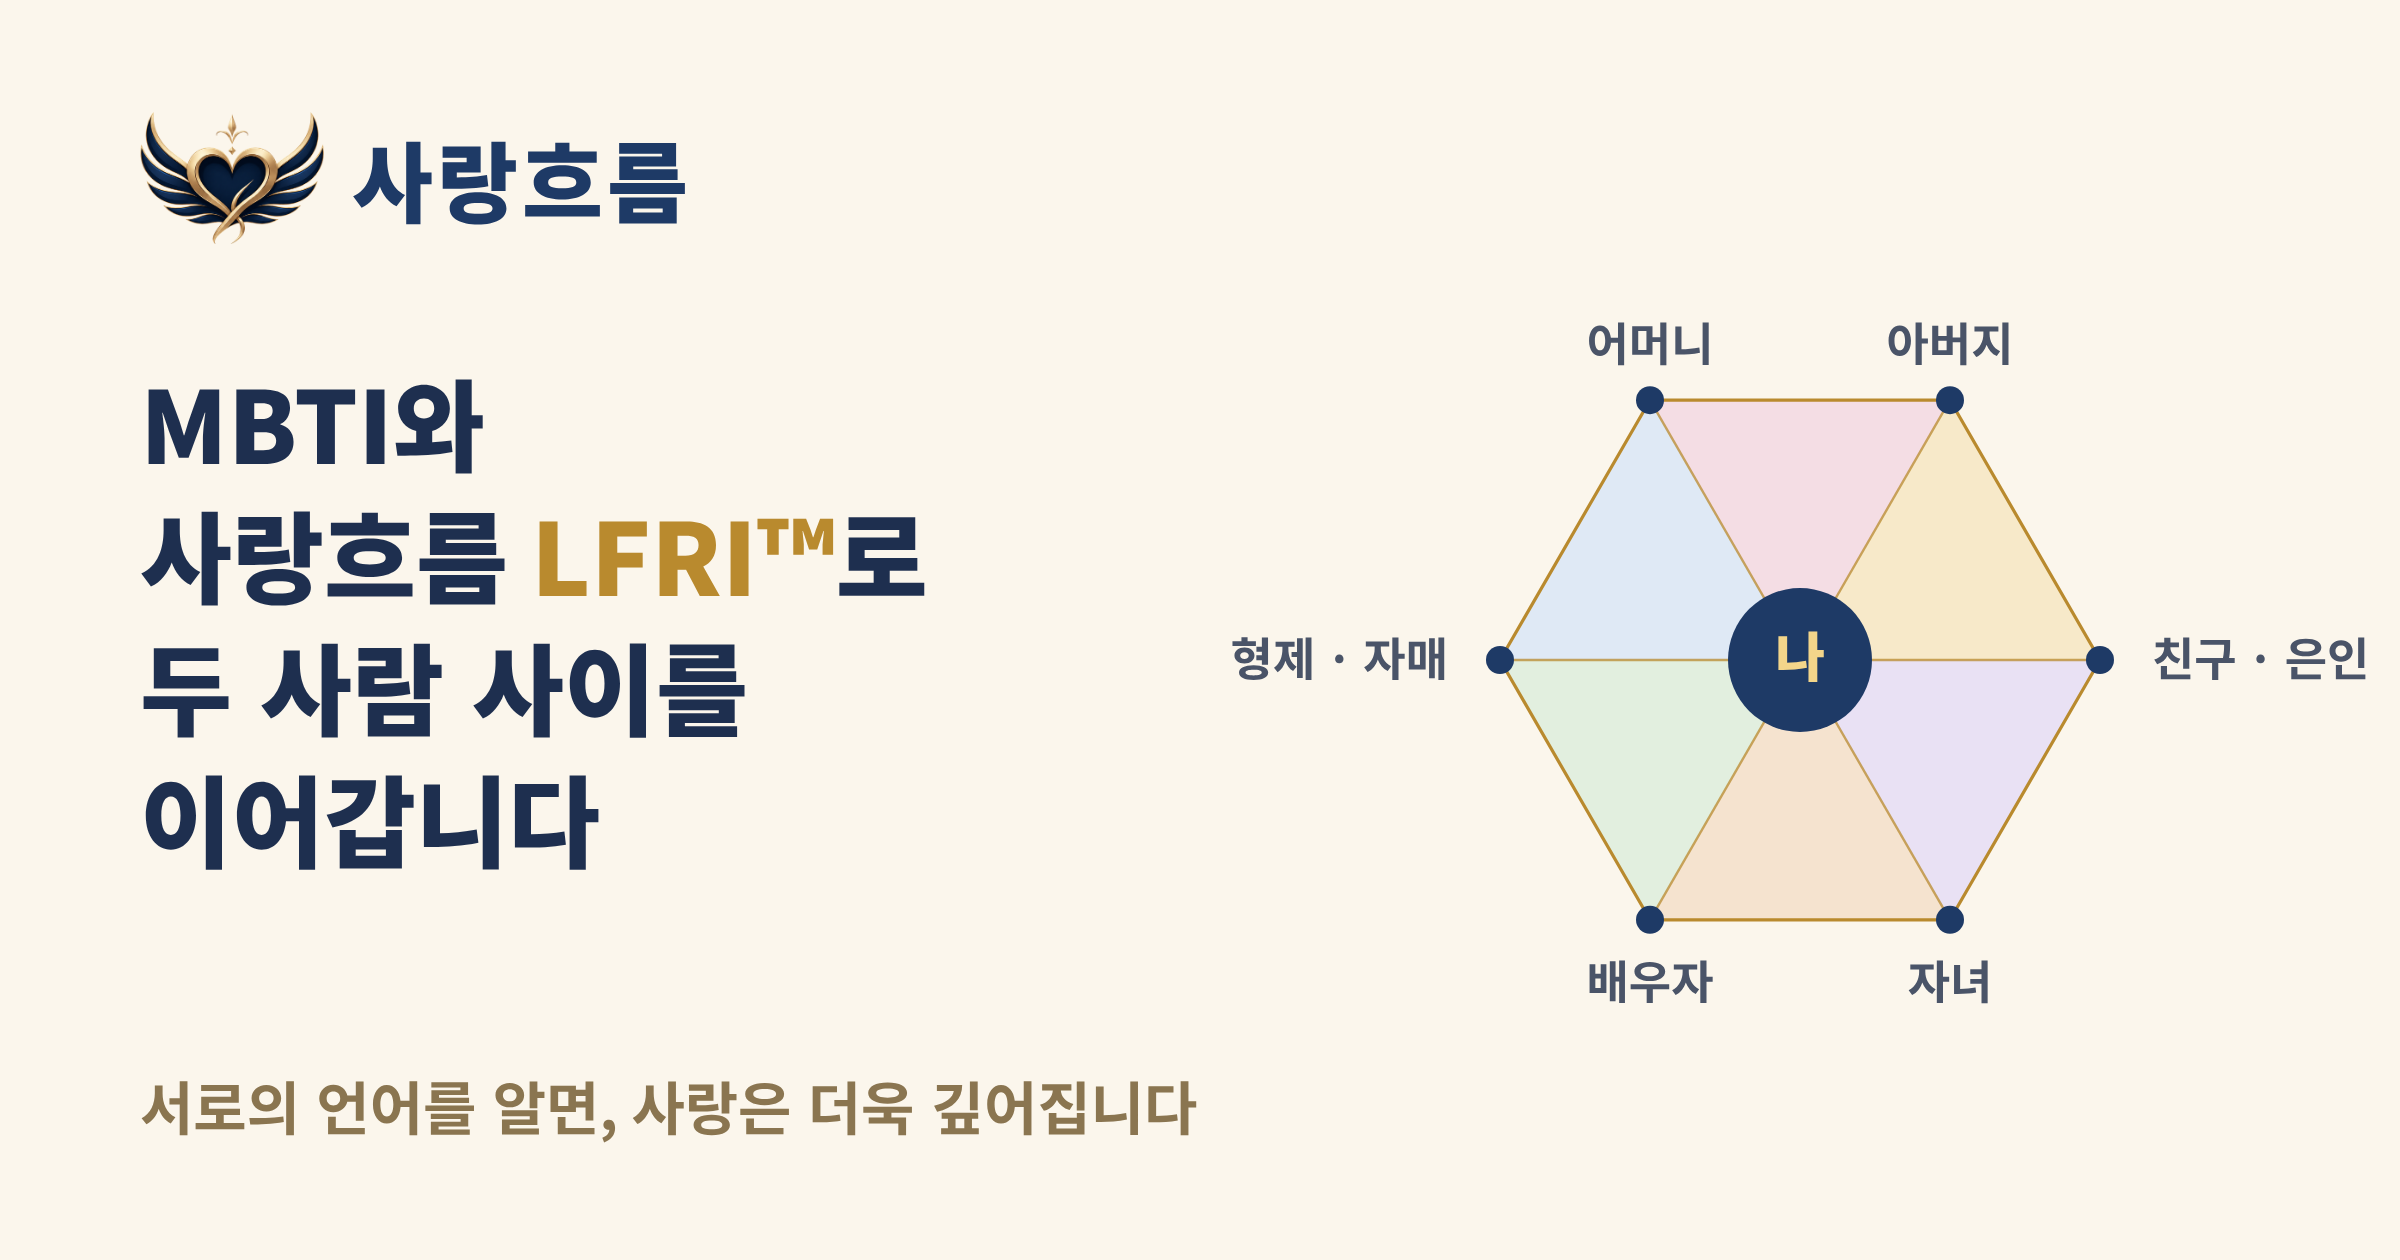 사랑흐름
MBTI와
사랑흐름 LFRI™로
두 사람 사이를
이어갑니다
서로의 언어를 알면, 사랑은 더욱 깊어집니다
어머니
아버지
형제 · 자매
나
친구 · 은인
배우자
자녀